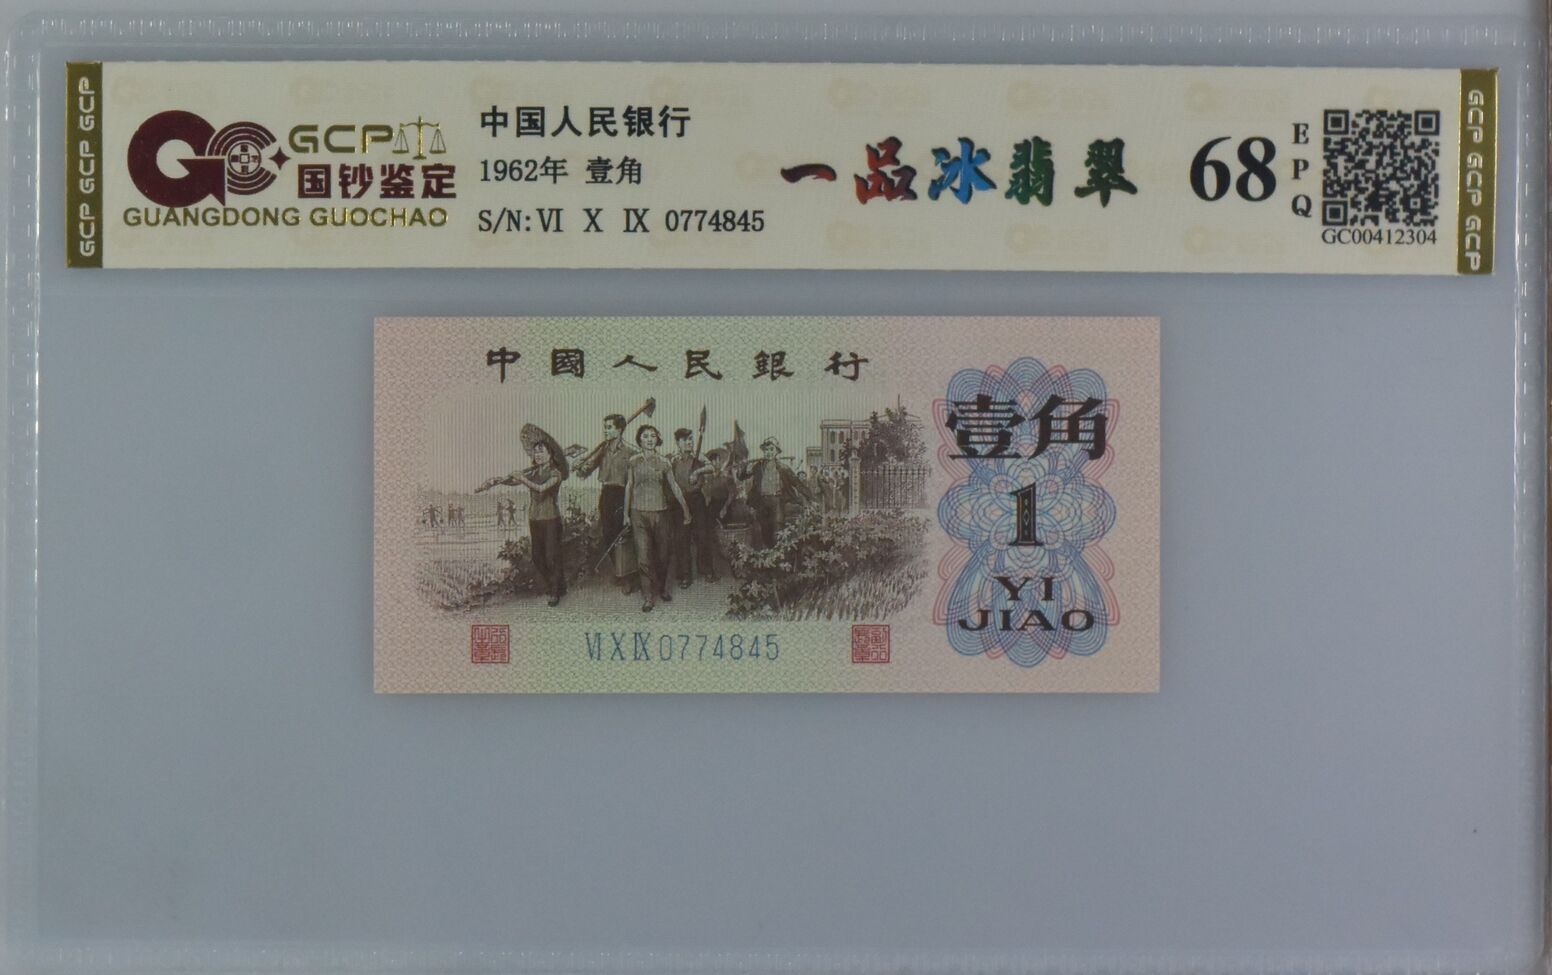 GCP GCP GCP
GCP
国钞鉴定
GUANGDONG GUOCHAO
中国人民银行
1962年 壹角
S/N: Ⅵ Ⅹ Ⅸ 0774845
一品冰翡翠
68
EPQ
GC00412304
GCP GCP GCP
中國人民銀行
壹角
1
YI
JIAO
ⅥⅩⅨ0774845